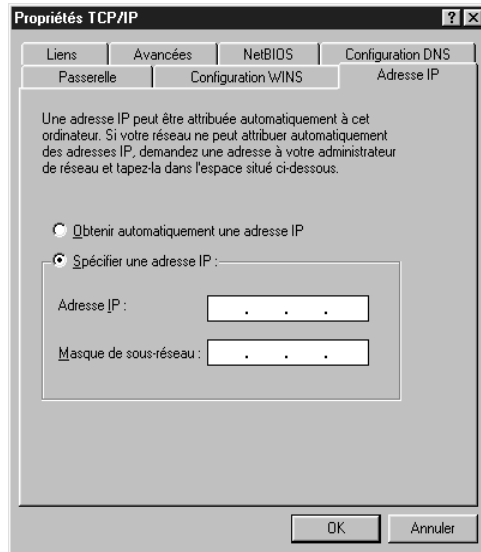 Propriétés TCP/IP
Liens Avancées NetBIOS Configuration DNS
Passerelle Configuration WINS Adresse IP
Une adresse IP peut être attribuée automatiquement à cet
ordinateur. Si votre réseau ne peut attribuer automatiquement
des adresses IP, demandez une adresse à votre administrateur
de réseau et tapez-la dans l'espace situé ci-dessous.
Obtenir automatiquement une adresse IP
Spécifier une adresse IP :
Adresse IP : . . .
Masque de sous-réseau : . . .
OK Annuler